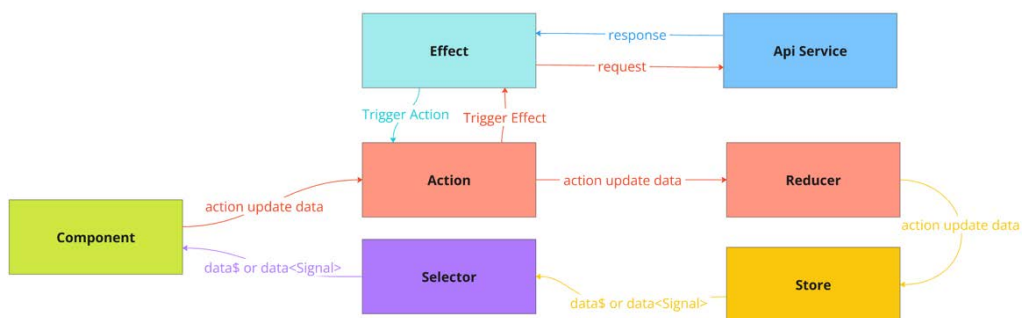 response
Effect
Api Service
request
Trigger Action
Trigger Effect
Action
action update data
Reducer
action update data
action update data
Component
data$ or data<Signal>
Selector
data$ or data<Signal>
Store